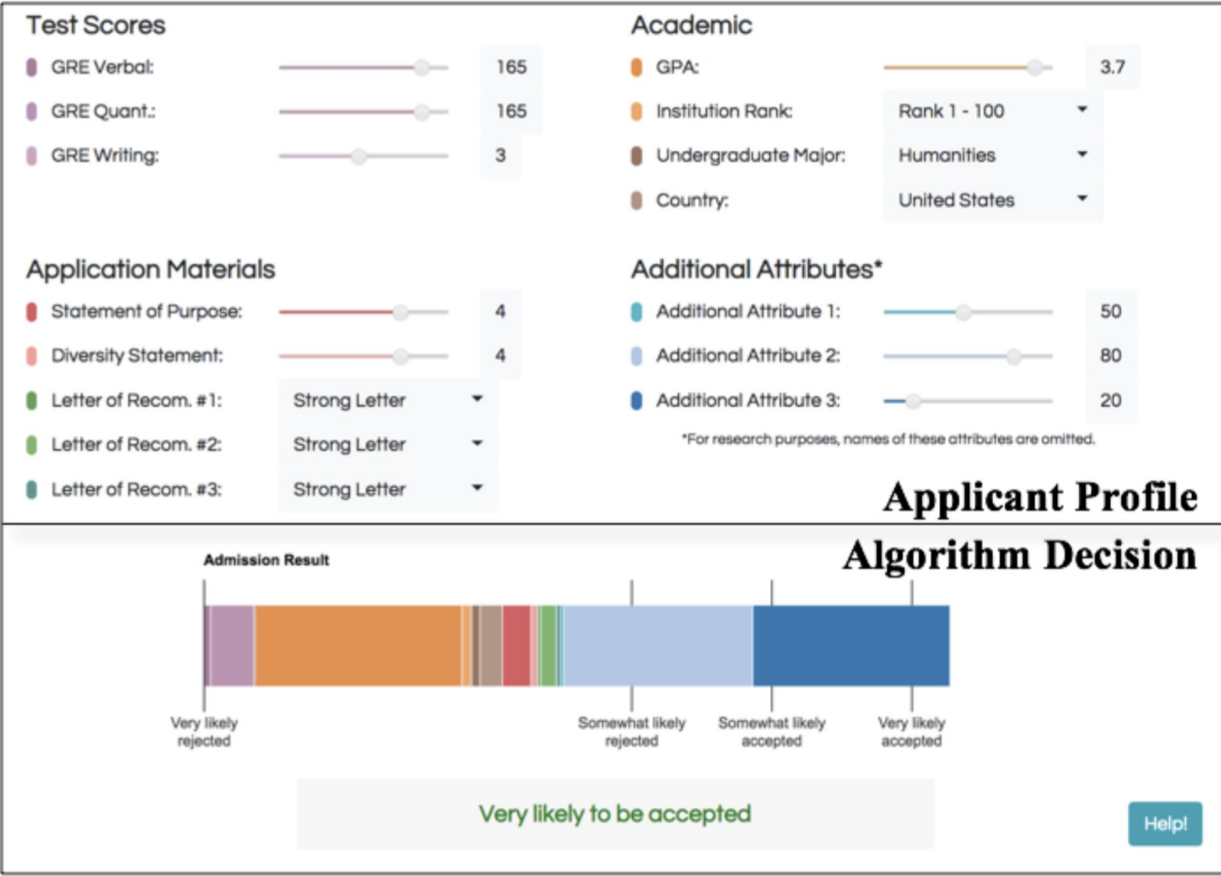 Test Scores
GRE Verbal: 165
GRE Quant.: 165
GRE Writing: 3
Academic
GPA: 3.7
Institution Rank: Rank 1 - 100
Undergraduate Major: Humanities
Country: United States
Application Materials
Statement of Purpose: 4
Diversity Statement: 4
Letter of Recom. #1: Strong Letter
Letter of Recom. #2: Strong Letter
Letter of Recom. #3: Strong Letter
Additional Attributes*
Additional Attribute 1: 50
Additional Attribute 2: 80
Additional Attribute 3: 20
*For research purposes, names of these attributes are omitted.
Applicant Profile
Algorithm Decision
Admission Result
Very likely
rejected
Somewhat likely
rejected
Somewhat likely
accepted
Very likely
accepted
Very likely to be accepted
Help!